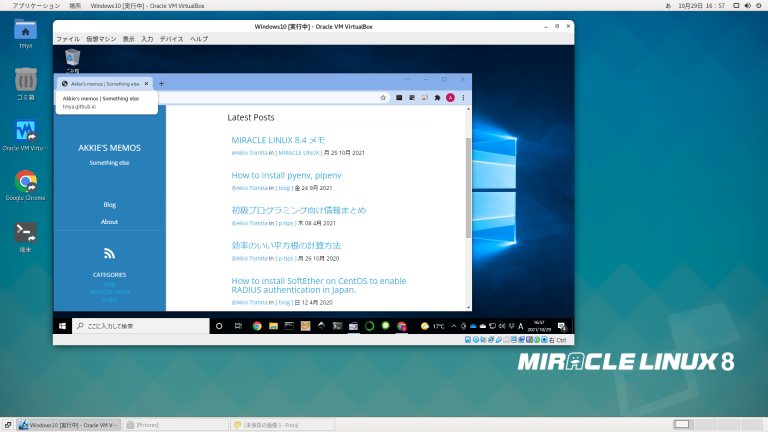 アプリケーション 場所 Windows10 [実行中] - Oracle VM VirtualBox
あ 10月29日 16：57
tmya
ゴミ箱
Oracle VM Virtu…
Google Chrome
端末
Windows10 [実行中] - Oracle VM VirtualBox
ファイル 仮想マシン 表示 入力 デバイス ヘルプ
ごみ箱
Akkie's memos | Something else
Akkie's memos | Something else
tmya.github.io
A
AKKIE'S MEMOS
Something else
Blog
About
CATEGORIES
blog
MIRACLE LINUX
p-tips
Latest Posts
MIRACLE LINUX 8.4 メモ
@Akio Tomita in [ MIRACLE LINUX ] 月 25 10月 2021
How to install pyenv, pipenv
@Akio Tomita in [ blog ] 金 24 9月 2021
初級プログラミング向け情報まとめ
@Akio Tomita in [ p-tips ] 木 08 4月 2021
効率のいい平方根の計算方法
@Akio Tomita in [ p-tips ] 月 26 10月 2020
How to install SoftEther on CentOS to enable
RADIUS authentication in Japan.
@Akio Tomita in [ blog ] 日 12 4月 2020
ここに入力して検索
17°C
A
16:57
2021/10/29
右 Ctrl
MIRACLE LINUX 8
Windows10 [実行中] - Oracle VM V…
[Pictures]
[未保存の画像 1 - Pinta]